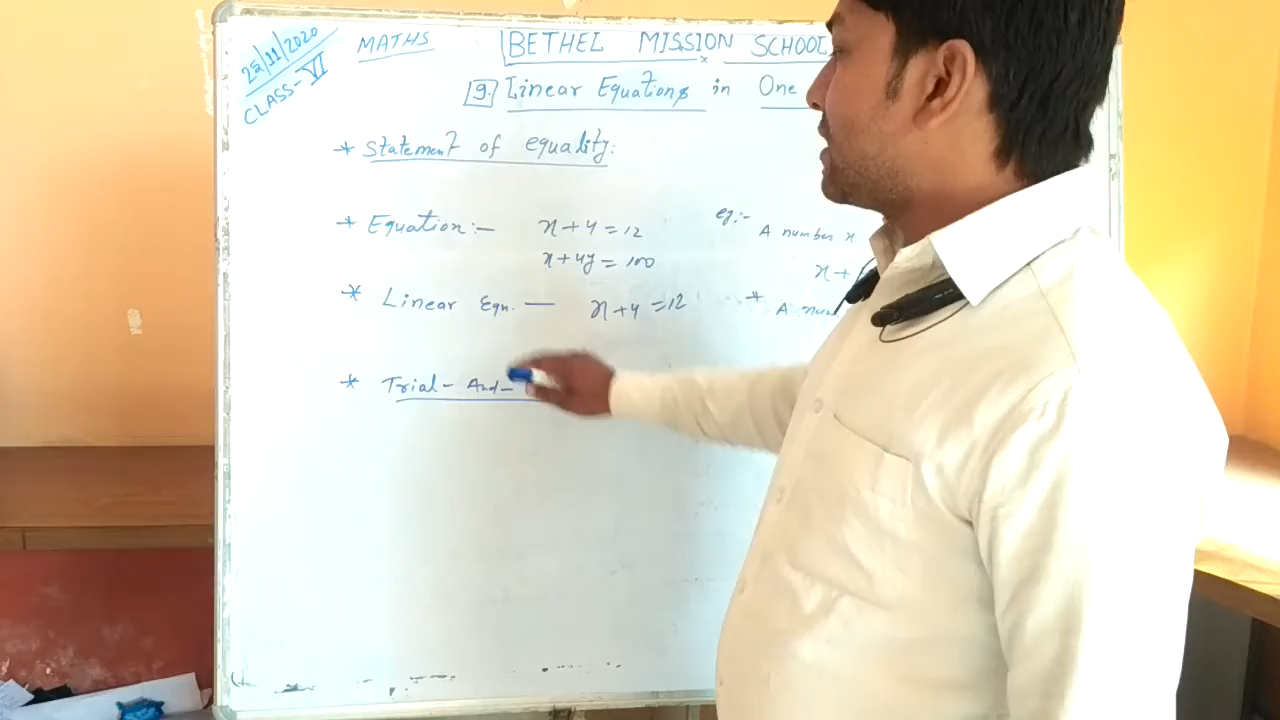 25/11/2020
CLASS-VI
MATHS
BETHEL MISSION SCHOOL
9. Linear Equations in One
* Statement of equality:
* Equation:- x+4=12
x+4y=100
eg:- A number x
x+
* Linear Eqn. — x+4=12
* A num
* Trial-And-